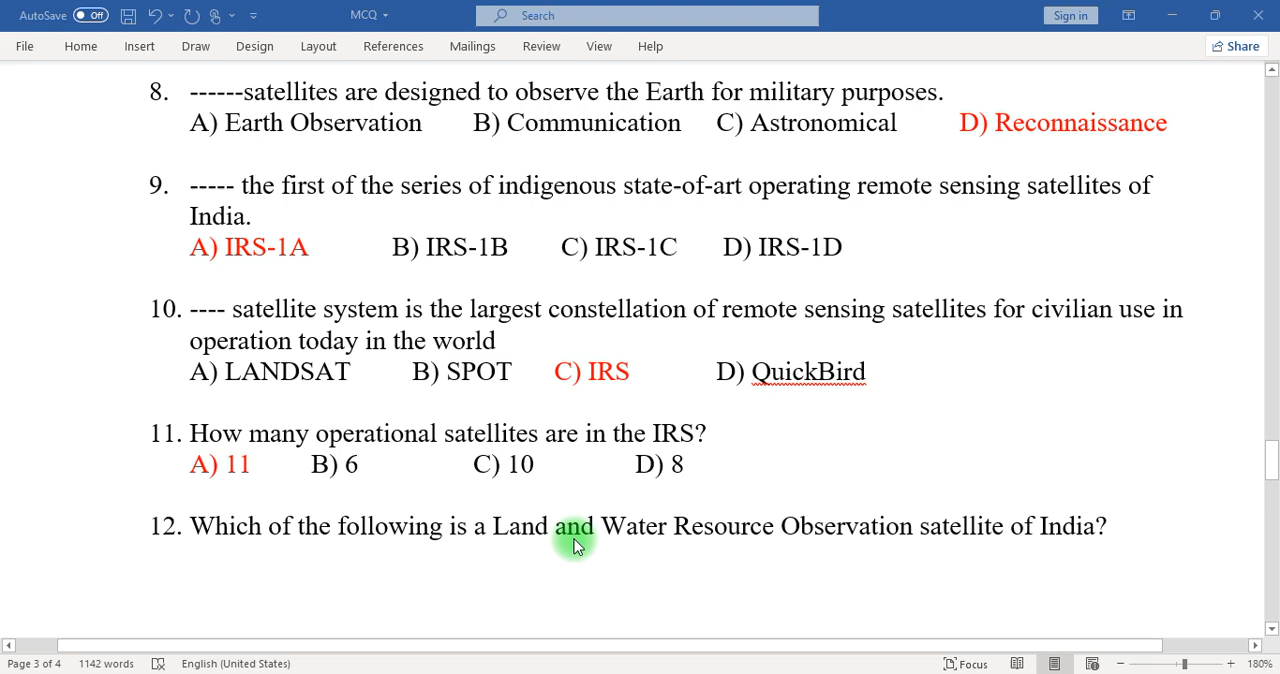 AutoSave Off MCQ Search Sign in
File Home Insert Draw Design Layout References Mailings Review View Help Share
8. ------satellites are designed to observe the Earth for military purposes.
A) Earth Observation B) Communication C) Astronomical D) Reconnaissance
9. ----- the first of the series of indigenous state-of-art operating remote sensing satellites of
India.
A) IRS-1A B) IRS-1B C) IRS-1C D) IRS-1D
10. ---- satellite system is the largest constellation of remote sensing satellites for civilian use in
operation today in the world
A) LANDSAT B) SPOT C) IRS D) QuickBird
11. How many operational satellites are in the IRS?
A) 11 B) 6 C) 10 D) 8
12. Which of the following is a Land and Water Resource Observation satellite of India?
Page 3 of 4 1142 words English (United States) Focus 180%